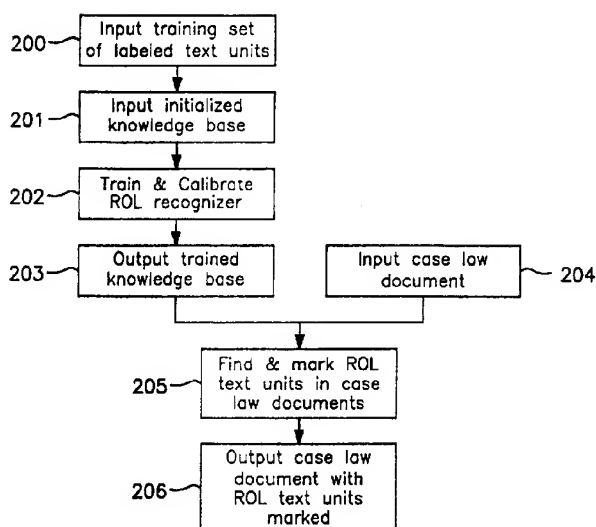 200
Input training set
of labeled text units
201
Input initialized
knowledge base
202
Train & Calibrate
ROL recognizer
203
Output trained
knowledge base
Input case law
document
204
205
Find & mark ROL
text units in case
law documents
206
Output case law
document with
ROL text units
marked